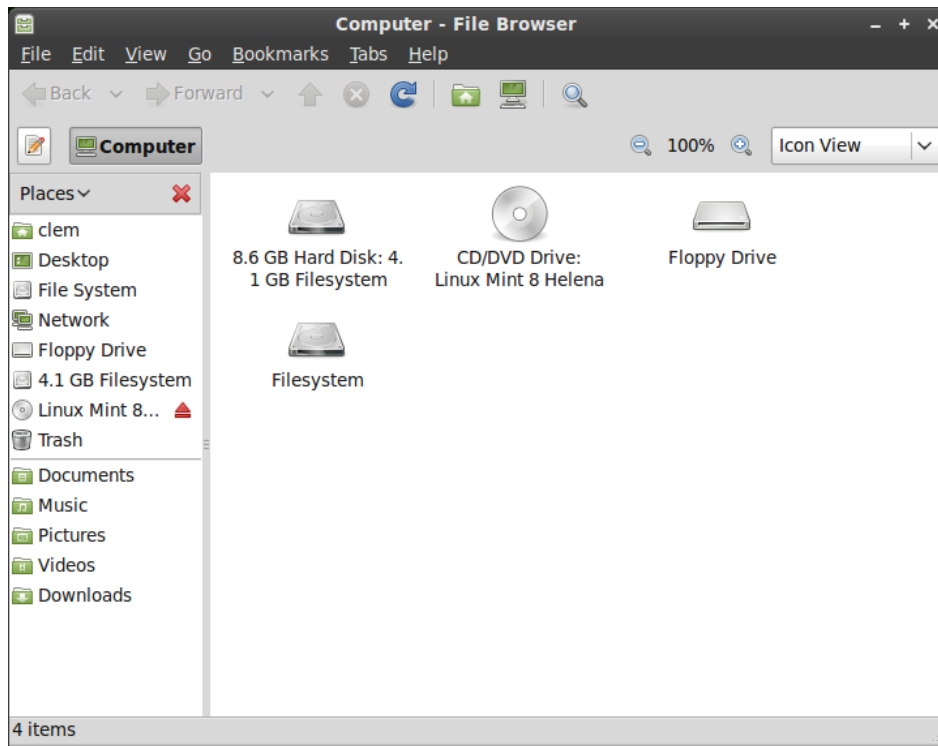 Computer - File Browser
File Edit View Go Bookmarks Tabs Help
Back Forward
Computer 100% Icon View
Places
clem
Desktop
File System
Network
Floppy Drive
4.1 GB Filesystem
Linux Mint 8...
Trash
Documents
Music
Pictures
Videos
Downloads
8.6 GB Hard Disk: 4.
1 GB Filesystem
CD/DVD Drive:
Linux Mint 8 Helena
Floppy Drive
Filesystem
4 items